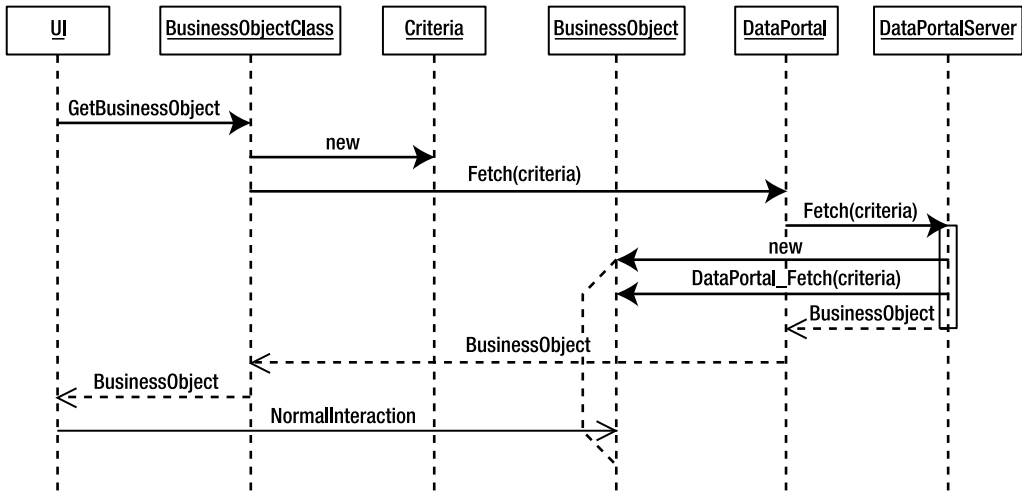 UI
BusinessObjectClass
Criteria
BusinessObject
DataPortal
DataPortalServer
GetBusinessObject
new
Fetch(criteria)
Fetch(criteria)
new
DataPortal_Fetch(criteria)
BusinessObject
BusinessObject
BusinessObject
NormalInteraction